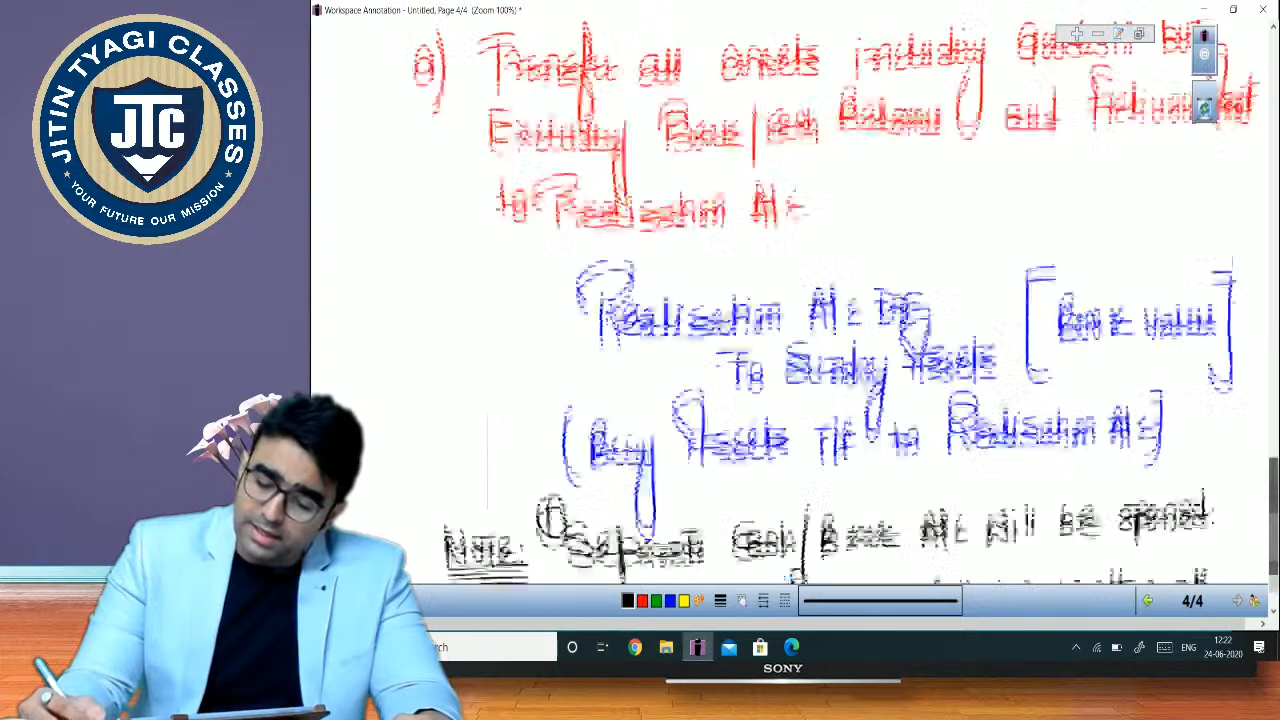 Workspace Annotation - Untitled, Page 4/4 (Zoom 100%) *
JITIN TYAGI CLASSES
JTC
YOUR FUTURE OUR MISSION
a) Transfer all assets including Goodwill but
Excluding Bank/Cash Balance and
to Realisation A/c
Realisation A/c Dr [Book value]
To Sundry Assets
(Being Assets T/f to Realisation A/c)
Note: ① Separate Cash/Bank A/c will be opened
4/4
rch
ENG
12:22
24-06-2020
SONY